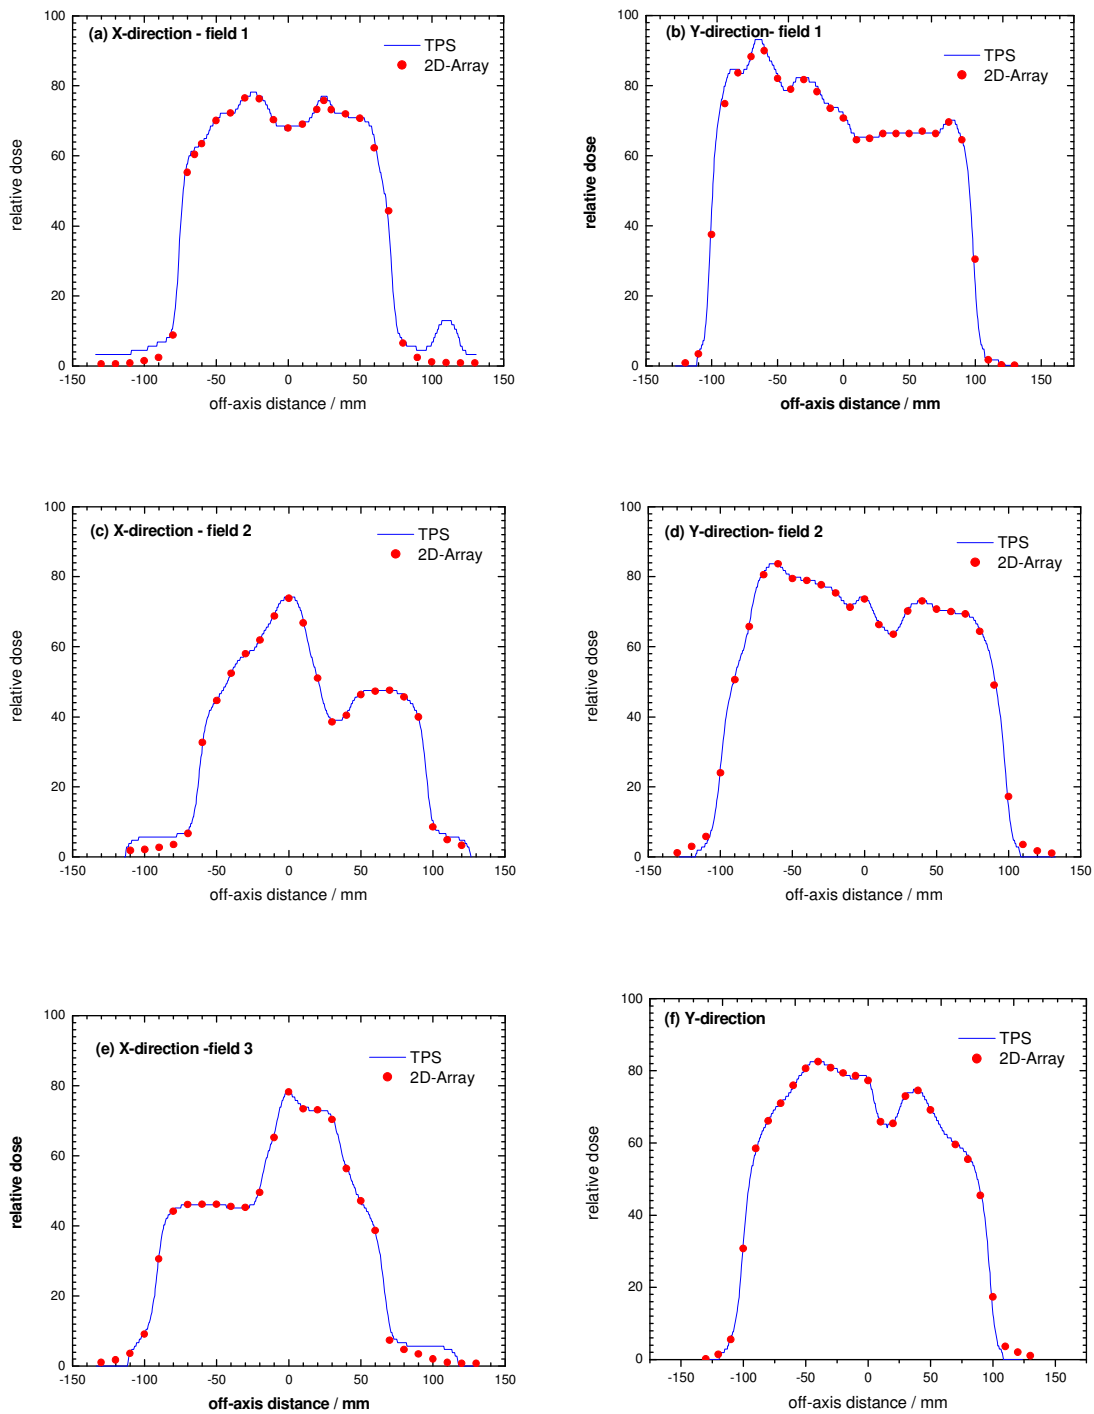 (a) X-direction - field 1
TPS
2D-Array
100
80
60
40
20
0
relative dose
-150 -100 -50 0 50 100 150
off-axis distance / mm
(b) Y-direction- field 1
TPS
2D-Array
100
80
60
40
20
0
relative dose
-150 -100 -50 0 50 100 150
off-axis distance / mm
(c) X-direction - field 2
TPS
2D-Array
100
80
60
40
20
0
relative dose
-150 -100 -50 0 50 100 150
off-axis distance / mm
(d) Y-direction- field 2
TPS
2D-Array
100
80
60
40
20
0
relative dose
-150 -100 -50 0 50 100 150
off-axis distance / mm
(e) X-direction -field 3
TPS
2D-Array
100
80
60
40
20
0
relative dose
-150 -100 -50 0 50 100 150
off-axis distance / mm
(f) Y-direction
TPS
2D-Array
100
80
60
40
20
0
relative dose
-150 -100 -50 0 50 100 150
off-axis distance / mm